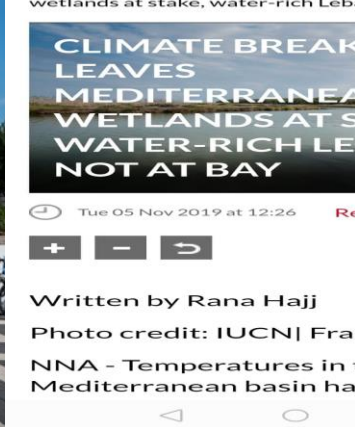 wetlands at stake, water-rich Leb
CLIMATE BREAK
LEAVES
MEDITERRANEA
WETLANDS AT S
WATER-RICH LE
NOT AT BAY
Tue 05 Nov 2019 at 12:26 Re
Written by Rana Hajj
Photo credit: IUCN| Fra
NNA - Temperatures in
Mediterranean basin ha